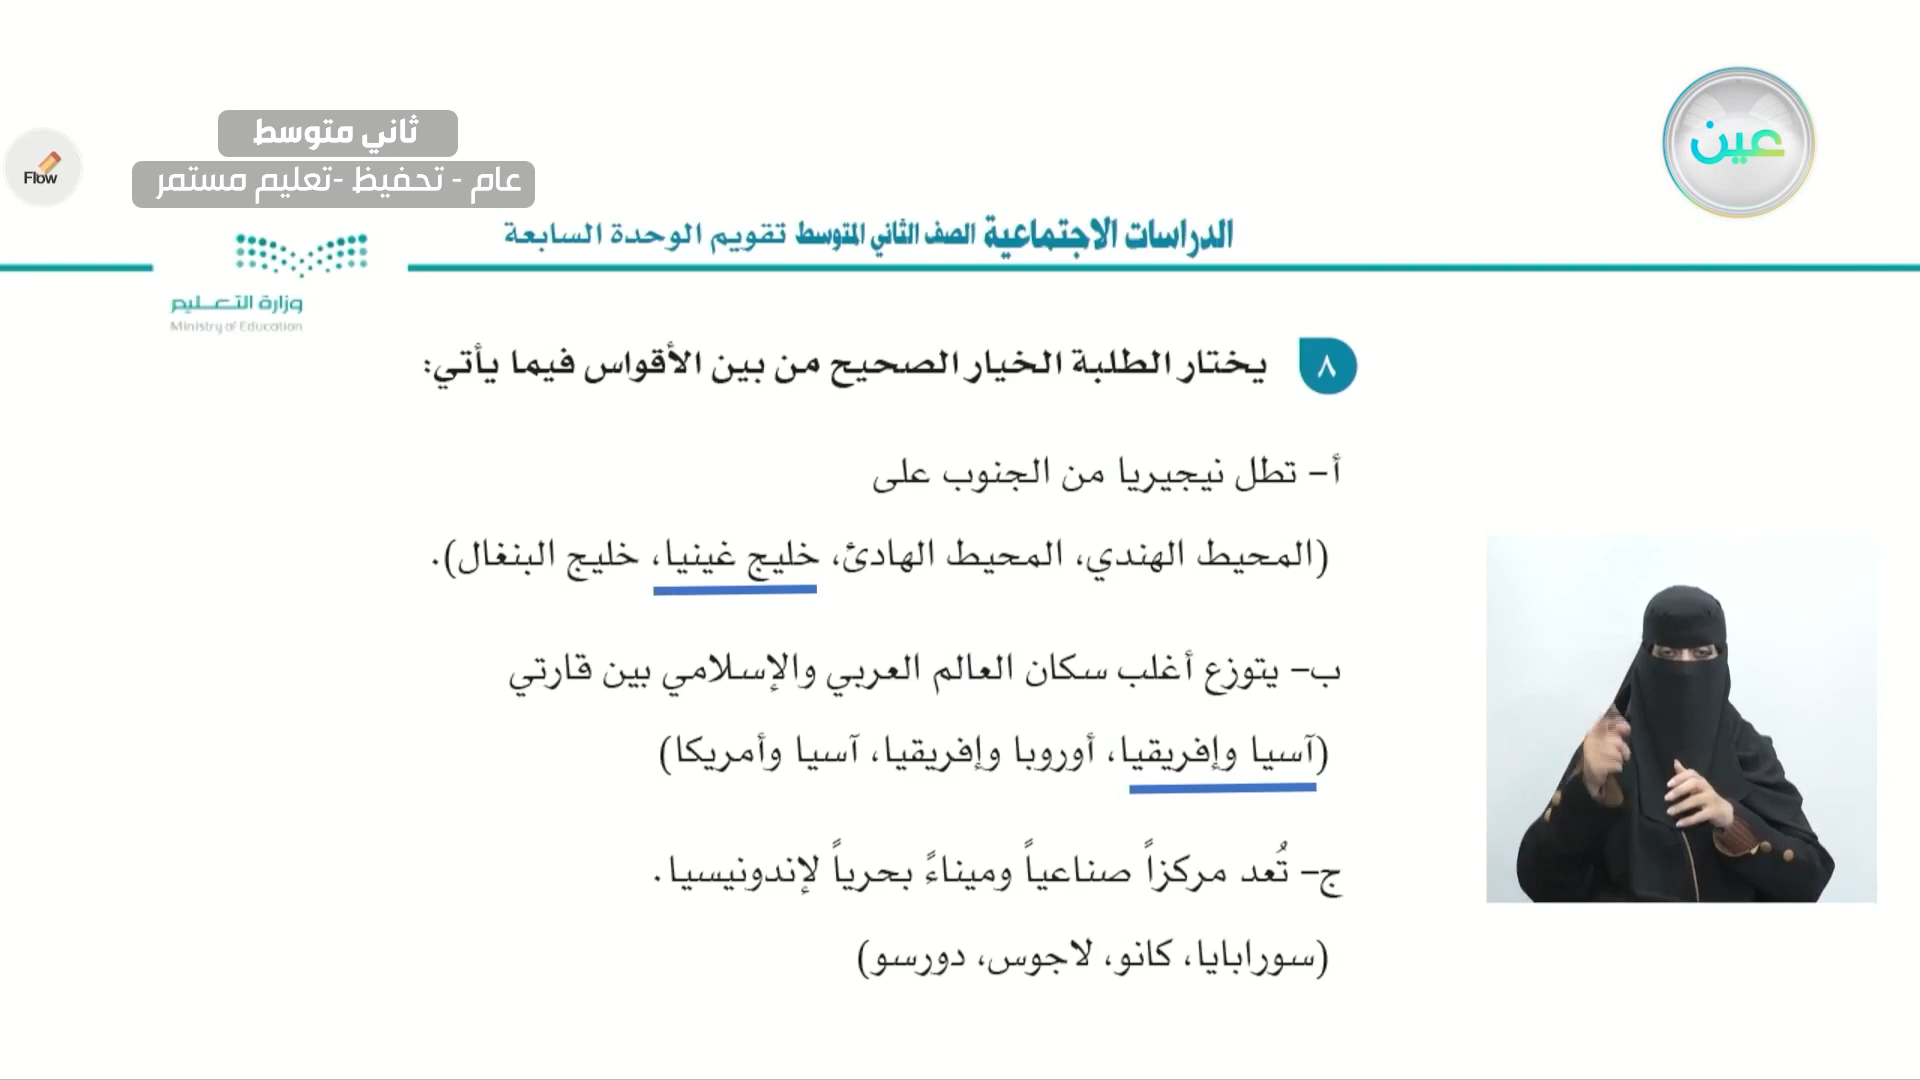 عين
ثاني متوسط
عام - تحفيظ -تعليم مستمر
Flow
الدراسات الاجتماعية الصف الثاني المتوسط تقويم الوحدة السابعة
وزارة التعـــليم
Ministry of Education
٨ يختار الطلبة الخيار الصحيح من بين الأقواس فيما يأتي:
أ- تطل نيجيريا من الجنوب على
(المحيط الهندي، المحيط الهادئ، خليج غينيا، خليج البنغال).
ب- يتوزع أغلب سكان العالم العربي والإسلامي بين قارتي
(آسيا وإفريقيا، أوروبا وإفريقيا، آسيا وأمريكا)
ج- تُعد مركزاً صناعياً وميناءً بحرياً لإندونيسيا.
(سورابايا، كانو، لاجوس، دورسو)